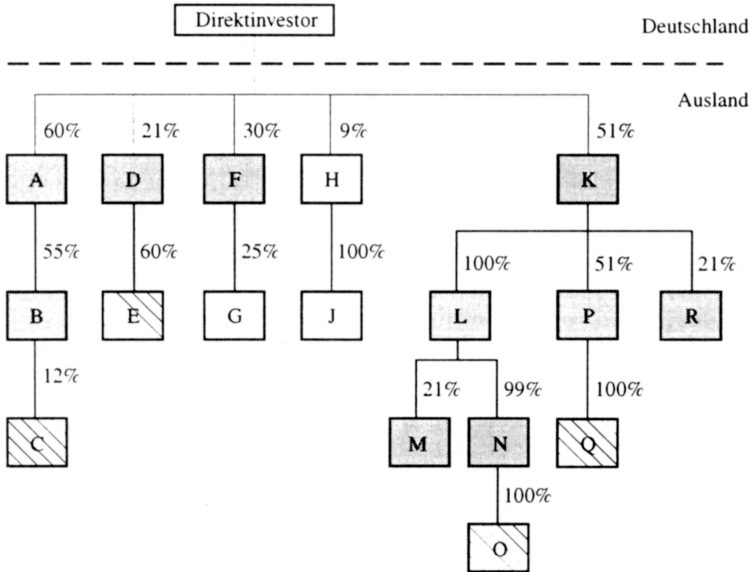 Direktinvestor
Deutschland
Ausland
60% 21% 30% 9% 51%
A D F H K
55% 60% 25% 100% 100% 51% 21%
B E G J L P R
12% 21% 99% 100%
C M N Q
100%
O